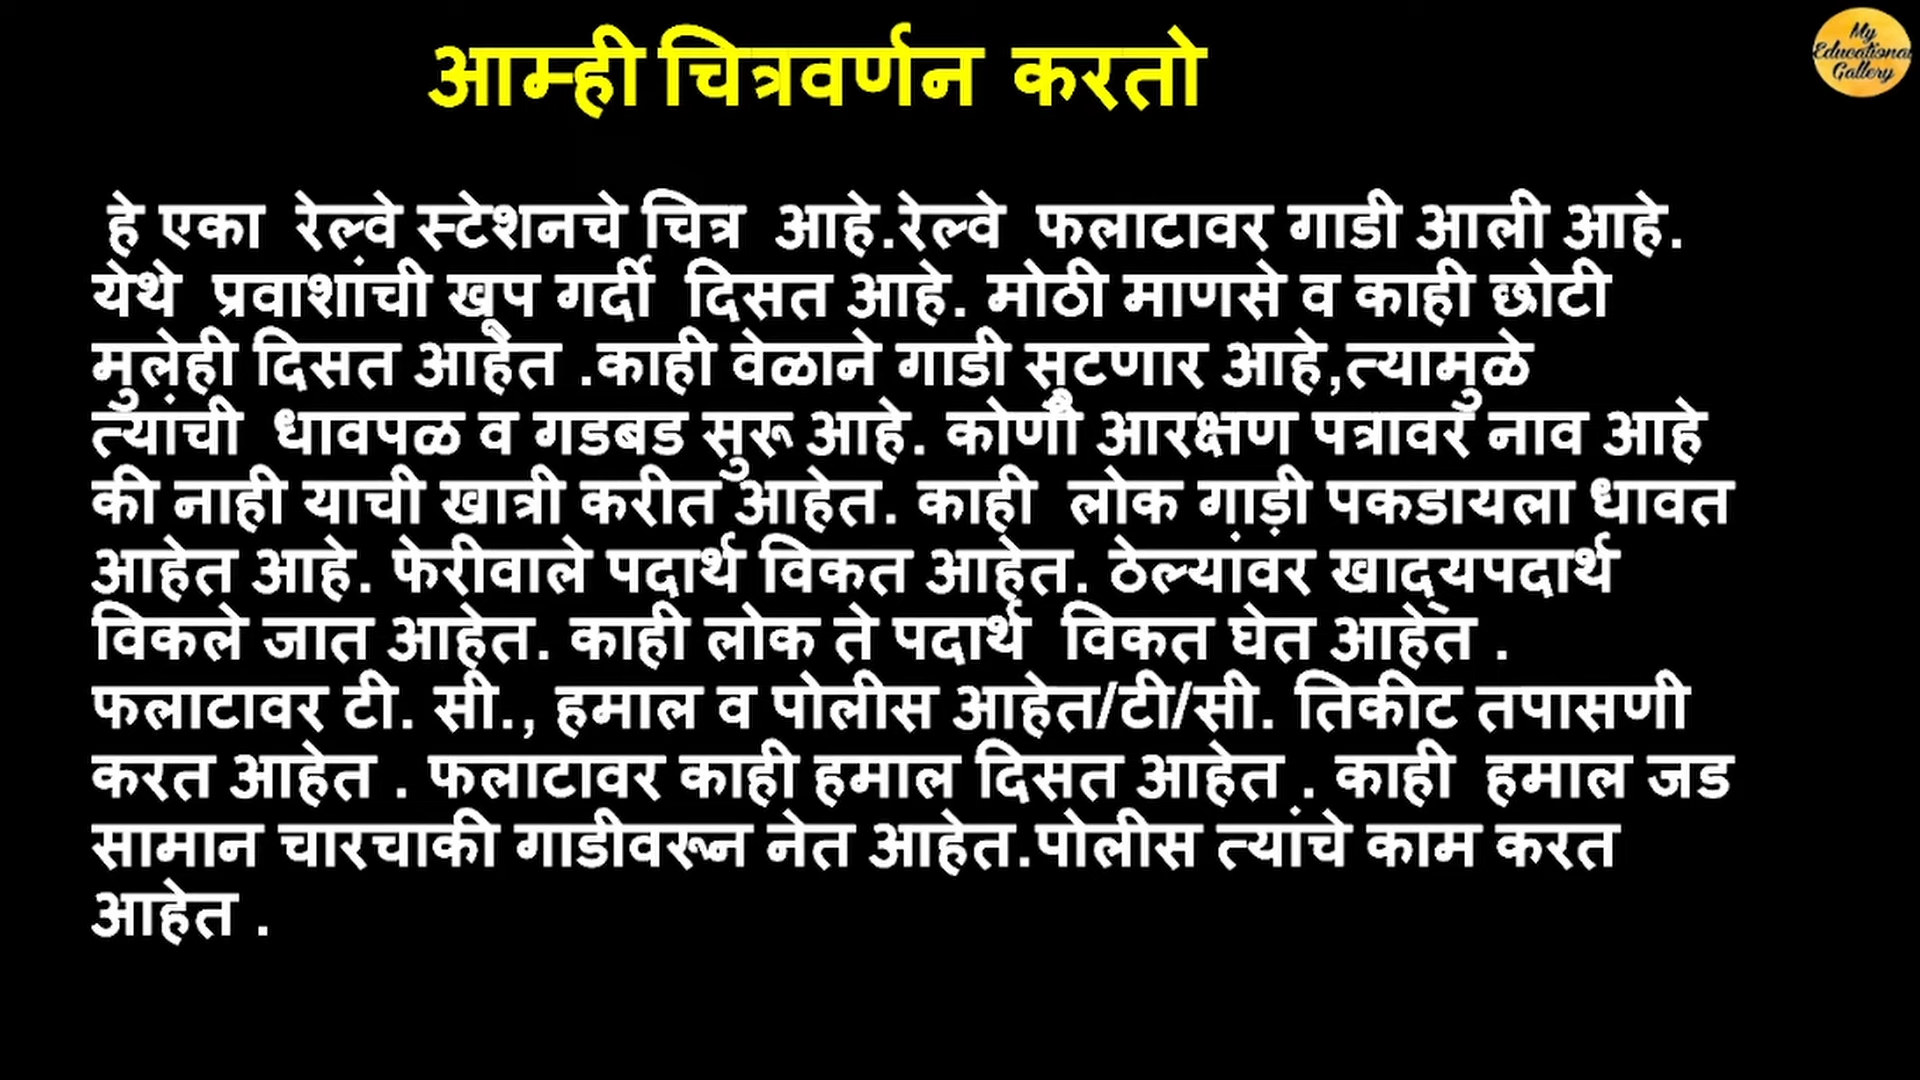 आम्ही चित्रवर्णन करतो
My
Educational
Gallery
हे एका रेल्वे स्टेशनचे चित्र आहे.रेल्वे फलाटावर गाडी आली आहे.
येथे प्रवाशांची खूप गर्दी दिसत आहे. मोठी माणसे व काही छोटी
मुलेही दिसत आहेत .काही वेळाने गाडी सुटणार आहे,त्यामुळे
त्यांची धावपळ व गडबड सुरू आहे. कोणी आरक्षण पत्रावर नाव आहे
की नाही याची खात्री करीत आहेत. काही लोक गाड़ी पकडायला धावत
आहेत आहे. फेरीवाले पदार्थ विकत आहेत. ठेल्यांवर खाद्यपदार्थ
विकले जात आहेत. काही लोक ते पदार्थ विकत घेत आहेत .
फलाटावर टी. सी., हमाल व पोलीस आहेत/टी/सी. तिकीट तपासणी
करत आहेत . फलाटावर काही हमाल दिसत आहेत . काही हमाल जड
सामान चारचाकी गाडीवरून नेत आहेत.पोलीस त्यांचे काम करत
आहेत .